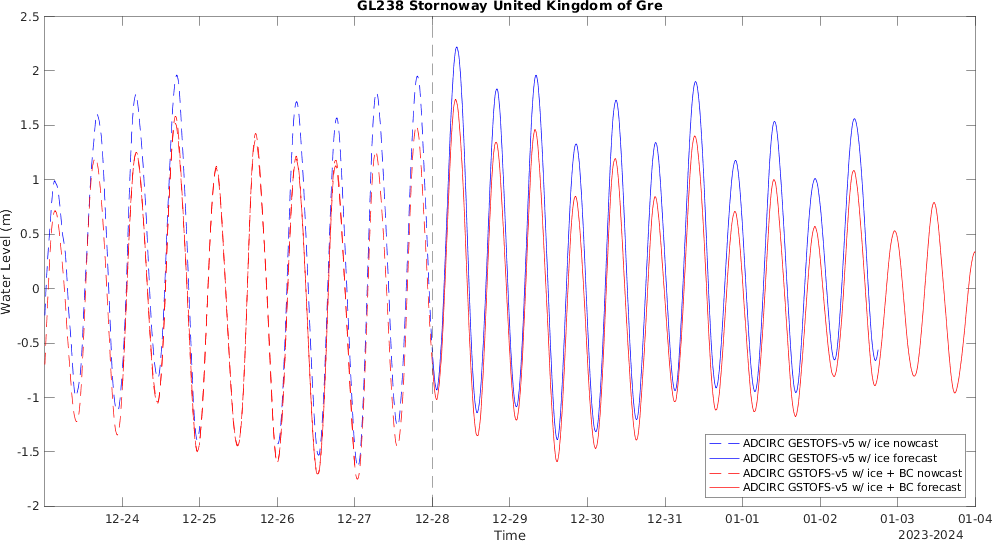 GL238 Stornoway United Kingdom of Gre
2.5
2
1.5
1
0.5
0
-0.5
-1
-1.5
-2
Water Level (m)
ADCIRC GESTOFS-v5 w/ ice nowcast
ADCIRC GESTOFS-v5 w/ ice forecast
ADCIRC GSTOFS-v5 w/ ice + BC nowcast
ADCIRC GSTOFS-v5 w/ ice + BC forecast
12-24 12-25 12-26 12-27 12-28 12-29 12-30 12-31 01-01 01-02 01-03 01-04
Time
2023-2024